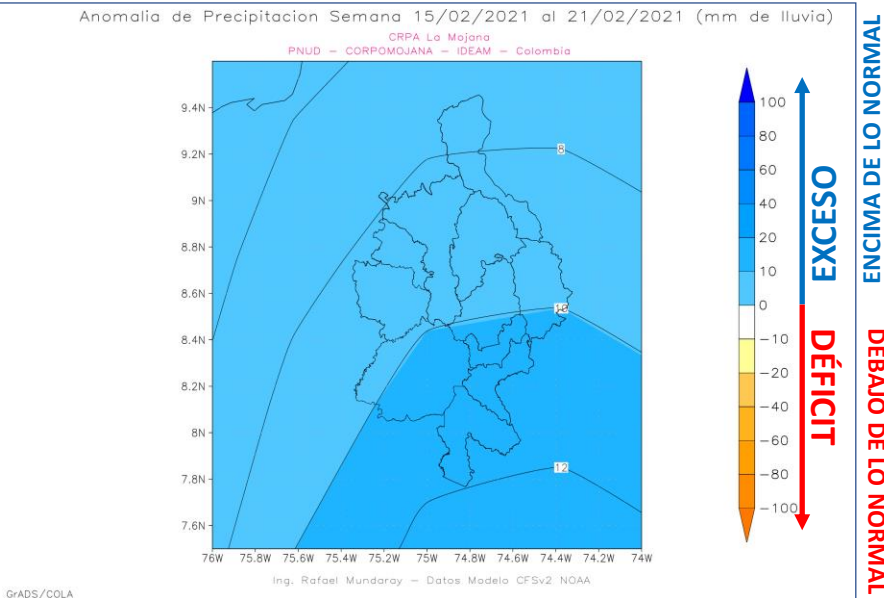 Anomalia de Precipitacion Semana 15/02/2021 al 21/02/2021 (mm de lluvia)
CRPA La Mojana
PNUD – CORPOMOJANA – IDEAM – Colombia
9.4N
9.2N
9N
8.8N
8.6N
8.4N
8.2N
8N
7.8N
7.6N
8
10
12
76W 75.8W 75.6W 75.4W 75.2W 75W 74.8W 74.6W 74.4W 74.2W 74W
100
80
60
40
20
10
0
−10
−20
−40
−60
−80
−100
EXCESO
DÉFICIT
ENCIMA DE LO NORMAL
DEBAJO DE LO NORMAL
Ing. Rafael Mundaray – Datos Modelo CFSv2 NOAA
GrADS/COLA